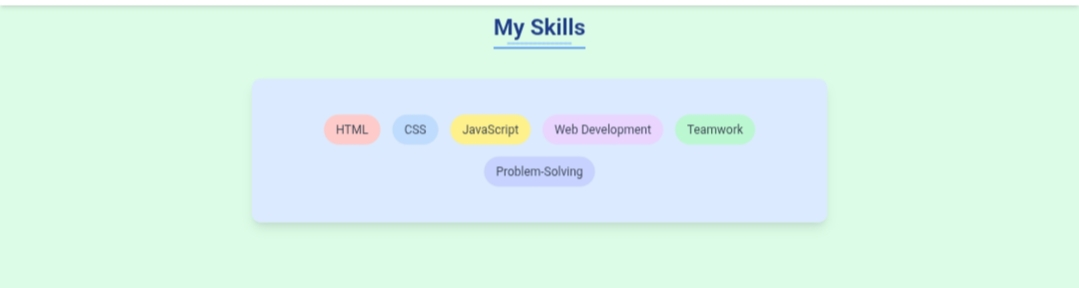 My Skills
HTML CSS JavaScript Web Development Teamwork
Problem-Solving